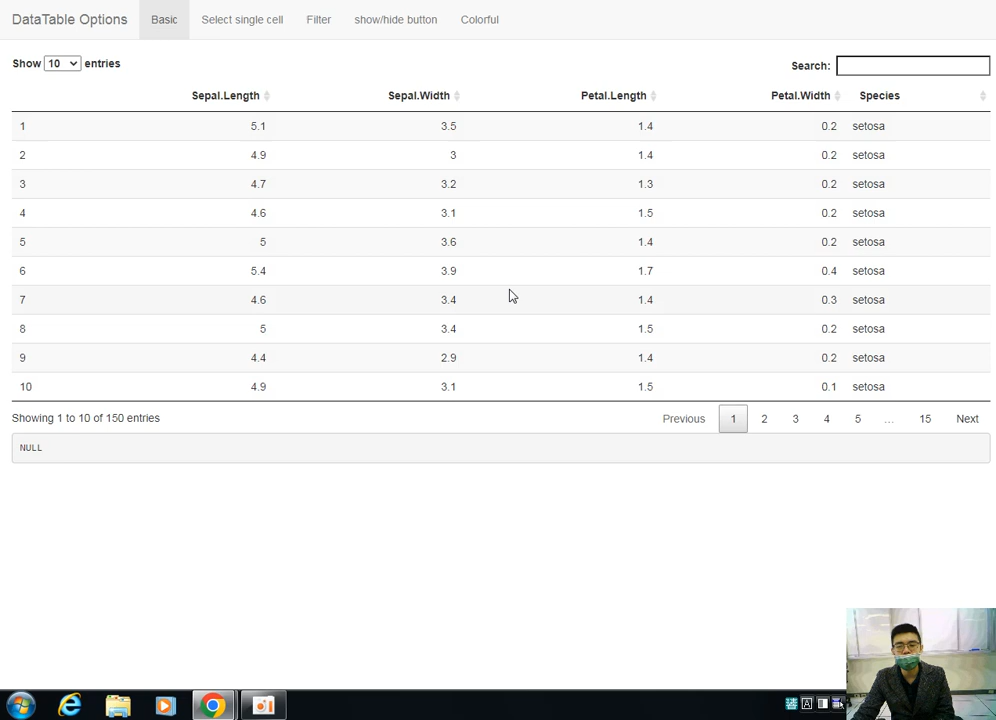 DataTable Options Basic Select single cell Filter show/hide button Colorful
Show 10 entries Search:
Sepal.Length Sepal.Width Petal.Length Petal.Width Species
1 5.1 3.5 1.4 0.2 setosa
2 4.9 3 1.4 0.2 setosa
3 4.7 3.2 1.3 0.2 setosa
4 4.6 3.1 1.5 0.2 setosa
5 5 3.6 1.4 0.2 setosa
6 5.4 3.9 1.7 0.4 setosa
7 4.6 3.4 1.4 0.3 setosa
8 5 3.4 1.5 0.2 setosa
9 4.4 2.9 1.4 0.2 setosa
10 4.9 3.1 1.5 0.1 setosa
Showing 1 to 10 of 150 entries Previous 1 2 3 4 5 … 15 Next
NULL